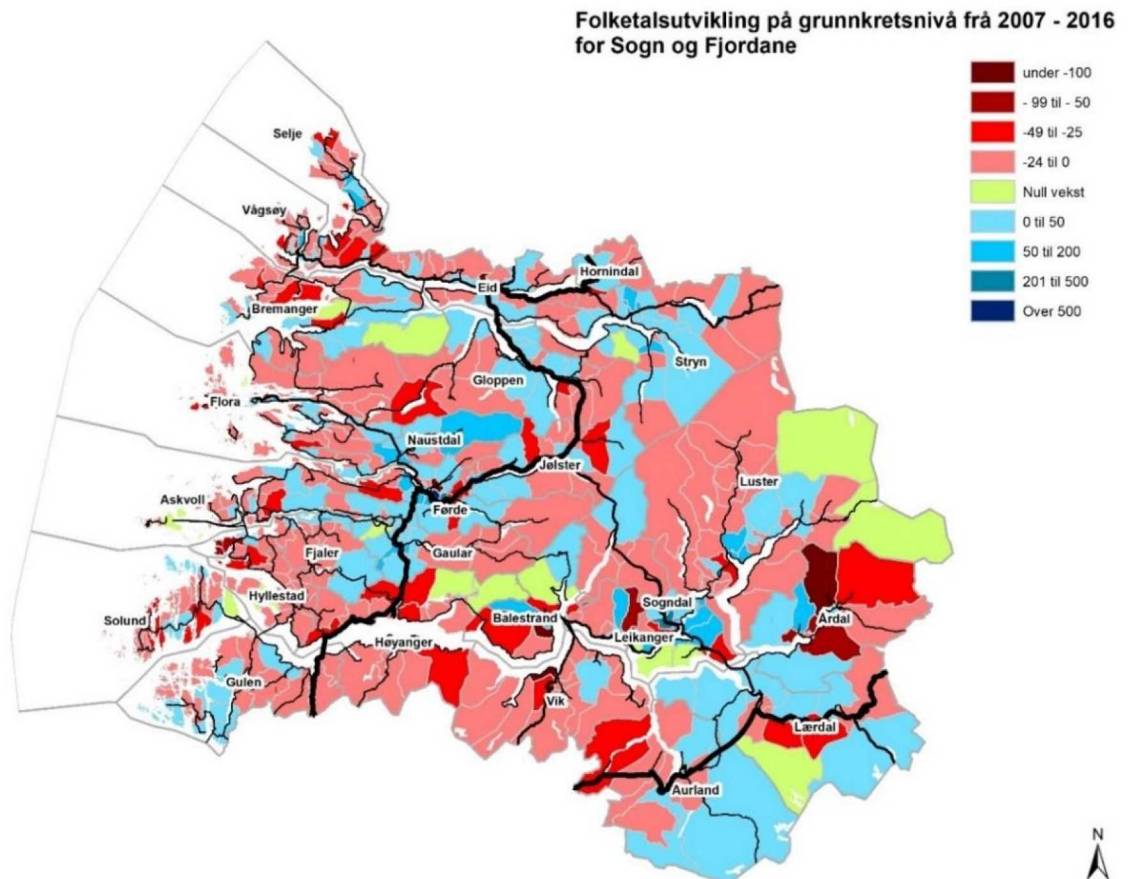 Folketalsutvikling på grunnkretsnivå frå 2007 - 2016
for Sogn og Fjordane
under -100
- 99 til - 50
-49 til -25
-24 til 0
Null vekst
0 til 50
50 til 200
201 til 500
Over 500
Selje
Vågsøy
Hornindal
Eid
Bremanger
Stryn
Gloppen
Flora
Naustdal
Jølster
Luster
Askvoll
Førde
Fjaler
Gaular
Hyllestad
Sogndal
Solund
Balestrand
Årdal
Leikanger
Høyanger
Gulen
Vik
Lærdal
Aurland
N